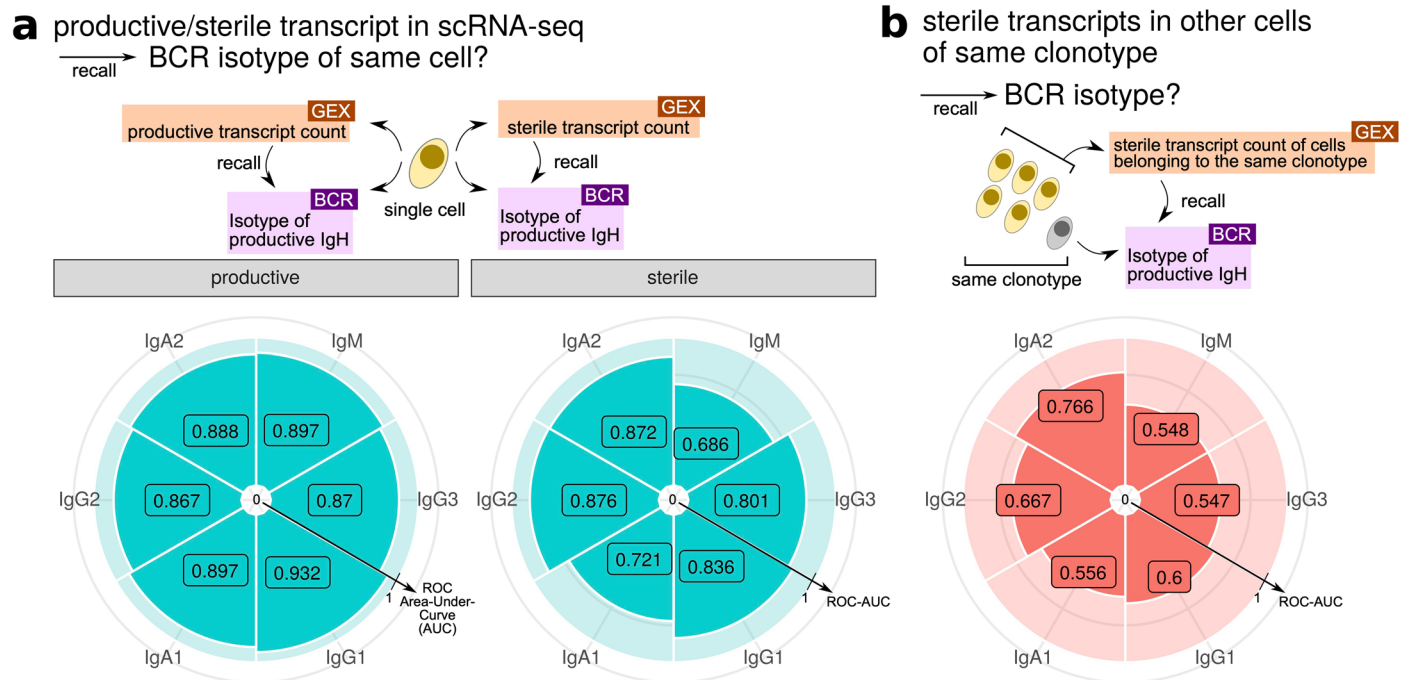 a productive/sterile transcript in scRNA-seq
recall BCR isotype of same cell?
GEX
productive transcript count
recall
BCR
Isotype of
productive IgH
single cell
GEX
sterile transcript count
recall
BCR
Isotype of
productive IgH
productive
sterile
IgA2
IgM
IgG2
IgG3
IgA1
IgG1
0.888
0.897
0.867
0
0.87
0.897
0.932
1
ROC
Area-Under-
Curve
(AUC)
IgA2
IgM
IgG2
IgG3
IgA1
IgG1
0.872
0.686
0.876
0
0.801
0.721
0.836
1
ROC-AUC
b sterile transcripts in other cells
of same clonotype
recall BCR isotype?
GEX
sterile transcript count of cells
belonging to the same clonotype
recall
BCR
Isotype of
productive IgH
same clonotype
IgA2
IgM
IgG2
IgG3
IgA1
IgG1
0.766
0.548
0.667
0
0.547
0.556
0.6
1
ROC-AUC